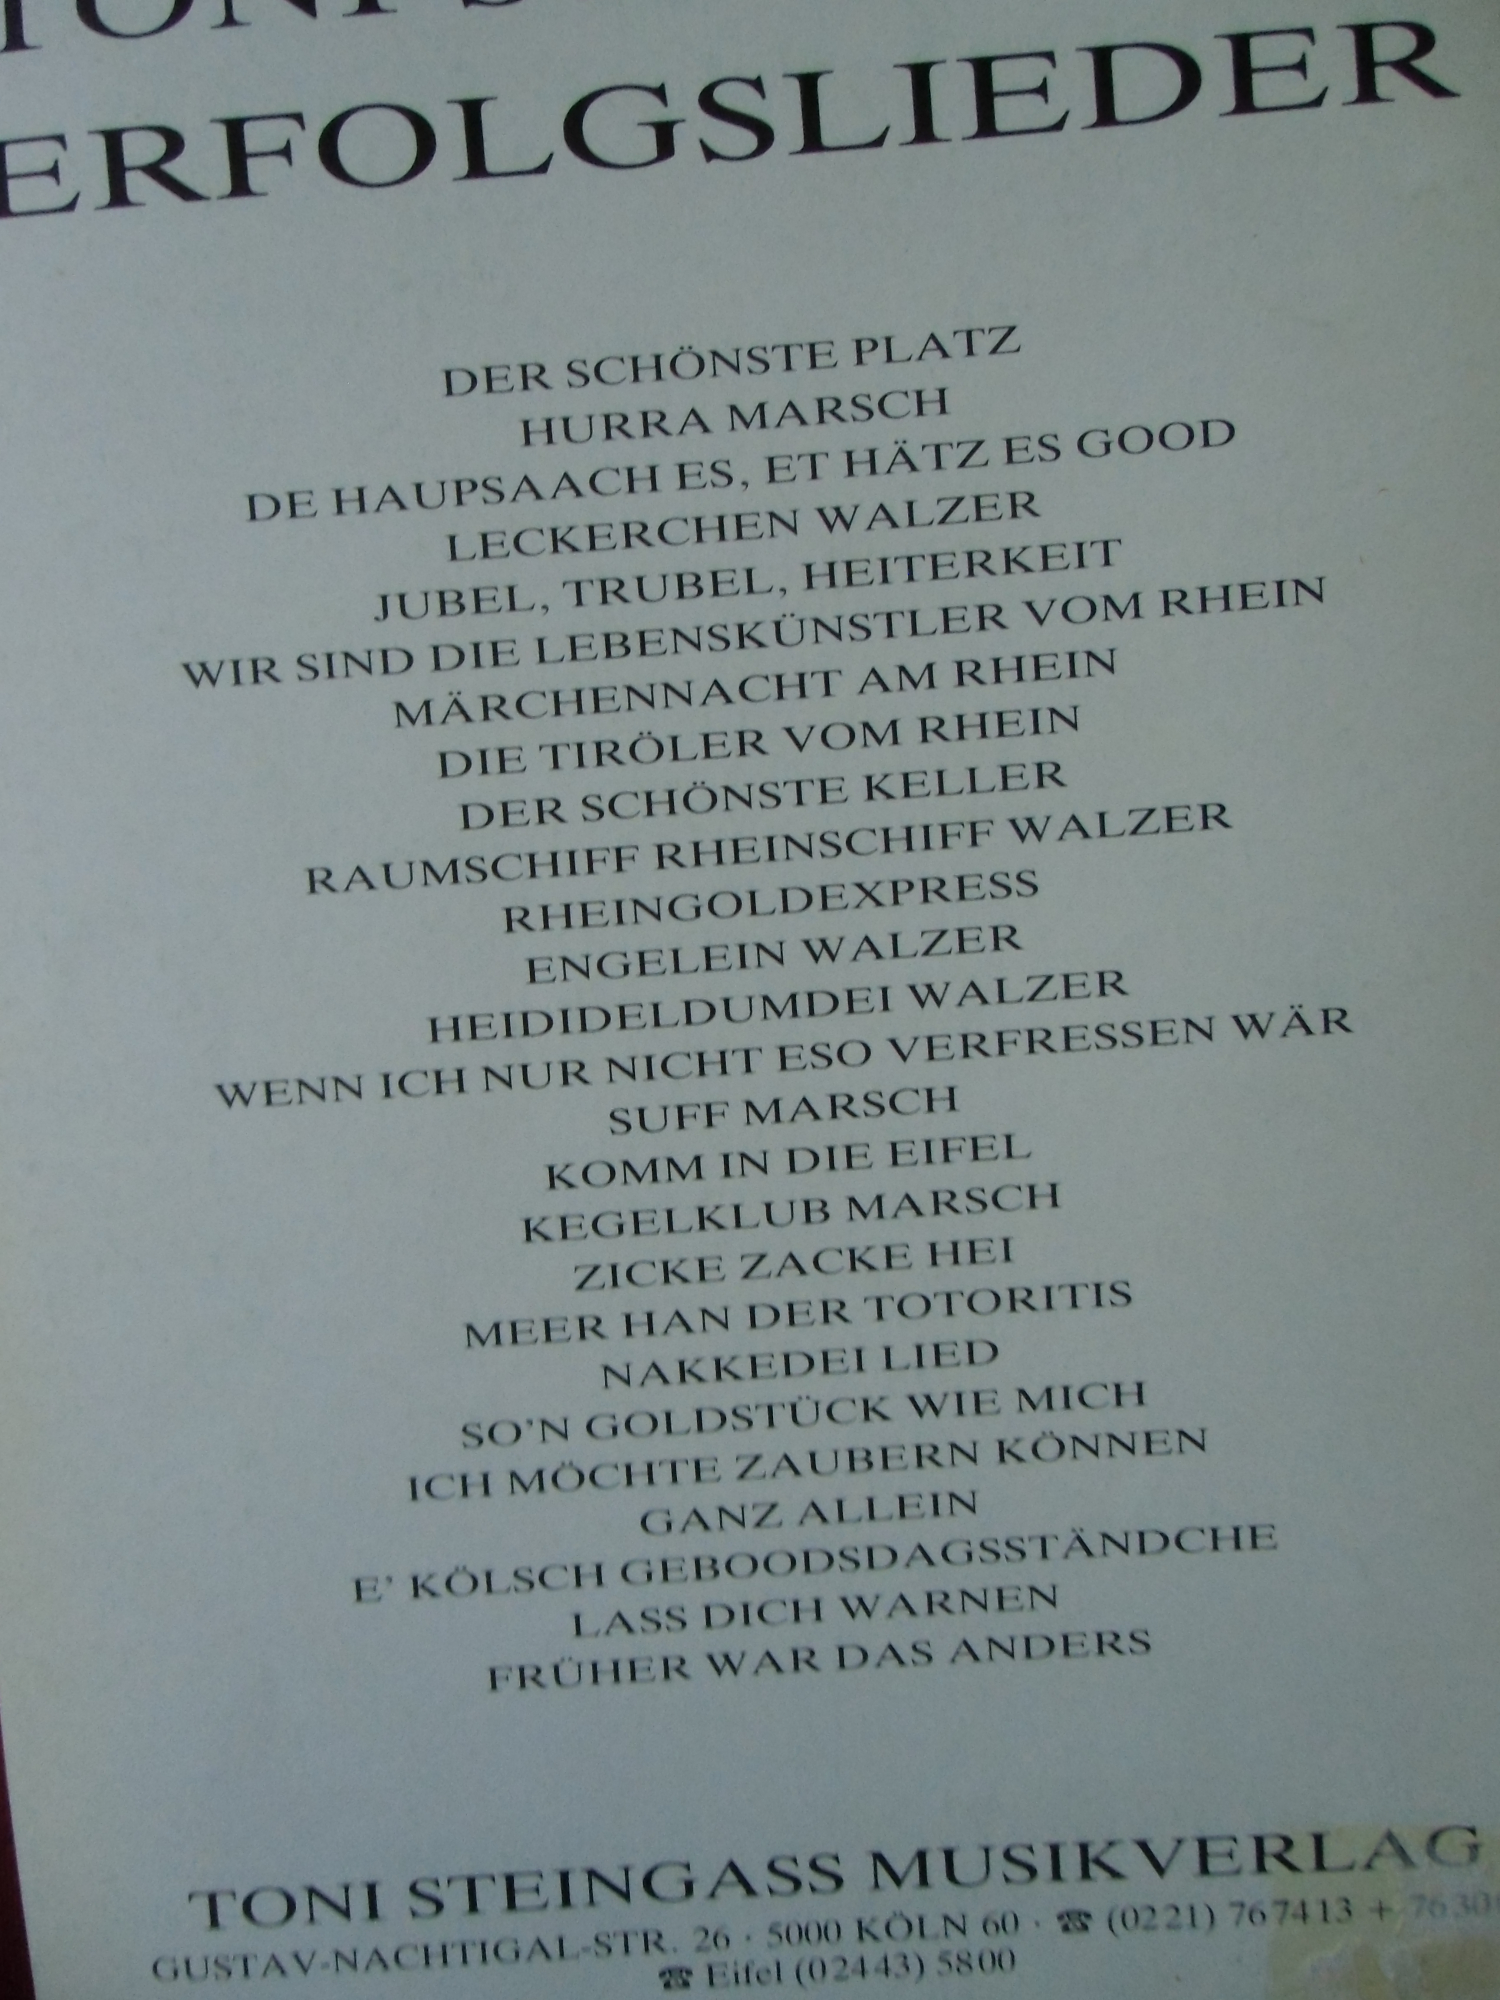 TONI
ERFOLGSLIEDER
DER SCHÖNSTE PLATZ
HURRA MARSCH
DE HAUPSAACH ES, ET HÄTZ ES GOOD
LECKERCHEN WALZER
JUBEL, TRUBEL, HEITERKEIT
WIR SIND DIE LEBENSKÜNSTLER VOM RHEIN
MÄRCHENNACHT AM RHEIN
DIE TIRÖLER VOM RHEIN
DER SCHÖNSTE KELLER
RAUMSCHIFF RHEINSCHIFF WALZER
RHEINGOLDEXPRESS
ENGELEIN WALZER
HEIDIDELDUMDEI WALZER
WENN ICH NUR NICHT ESO VERFRESSEN WÄR
SUFF MARSCH
KOMM IN DIE EIFEL
KEGELKLUB MARSCH
ZICKE ZACKE HEI
MEER HAN DER TOTORITIS
NAKKEDEI LIED
SO'N GOLDSTÜCK WIE MICH
ICH MÖCHTE ZAUBERN KÖNNEN
GANZ ALLEIN
E' KÖLSCH GEBOODSDAGSSTÄNDCHE
LASS DICH WARNEN
FRÜHER WAR DAS ANDERS
TONI STEINGASS MUSIKVERLAG
GUSTAV-NACHTIGAL-STR. 26 · 5000 KÖLN 60 · ☎ (0221) 767413 +
☎ Eifel (02443) 5800